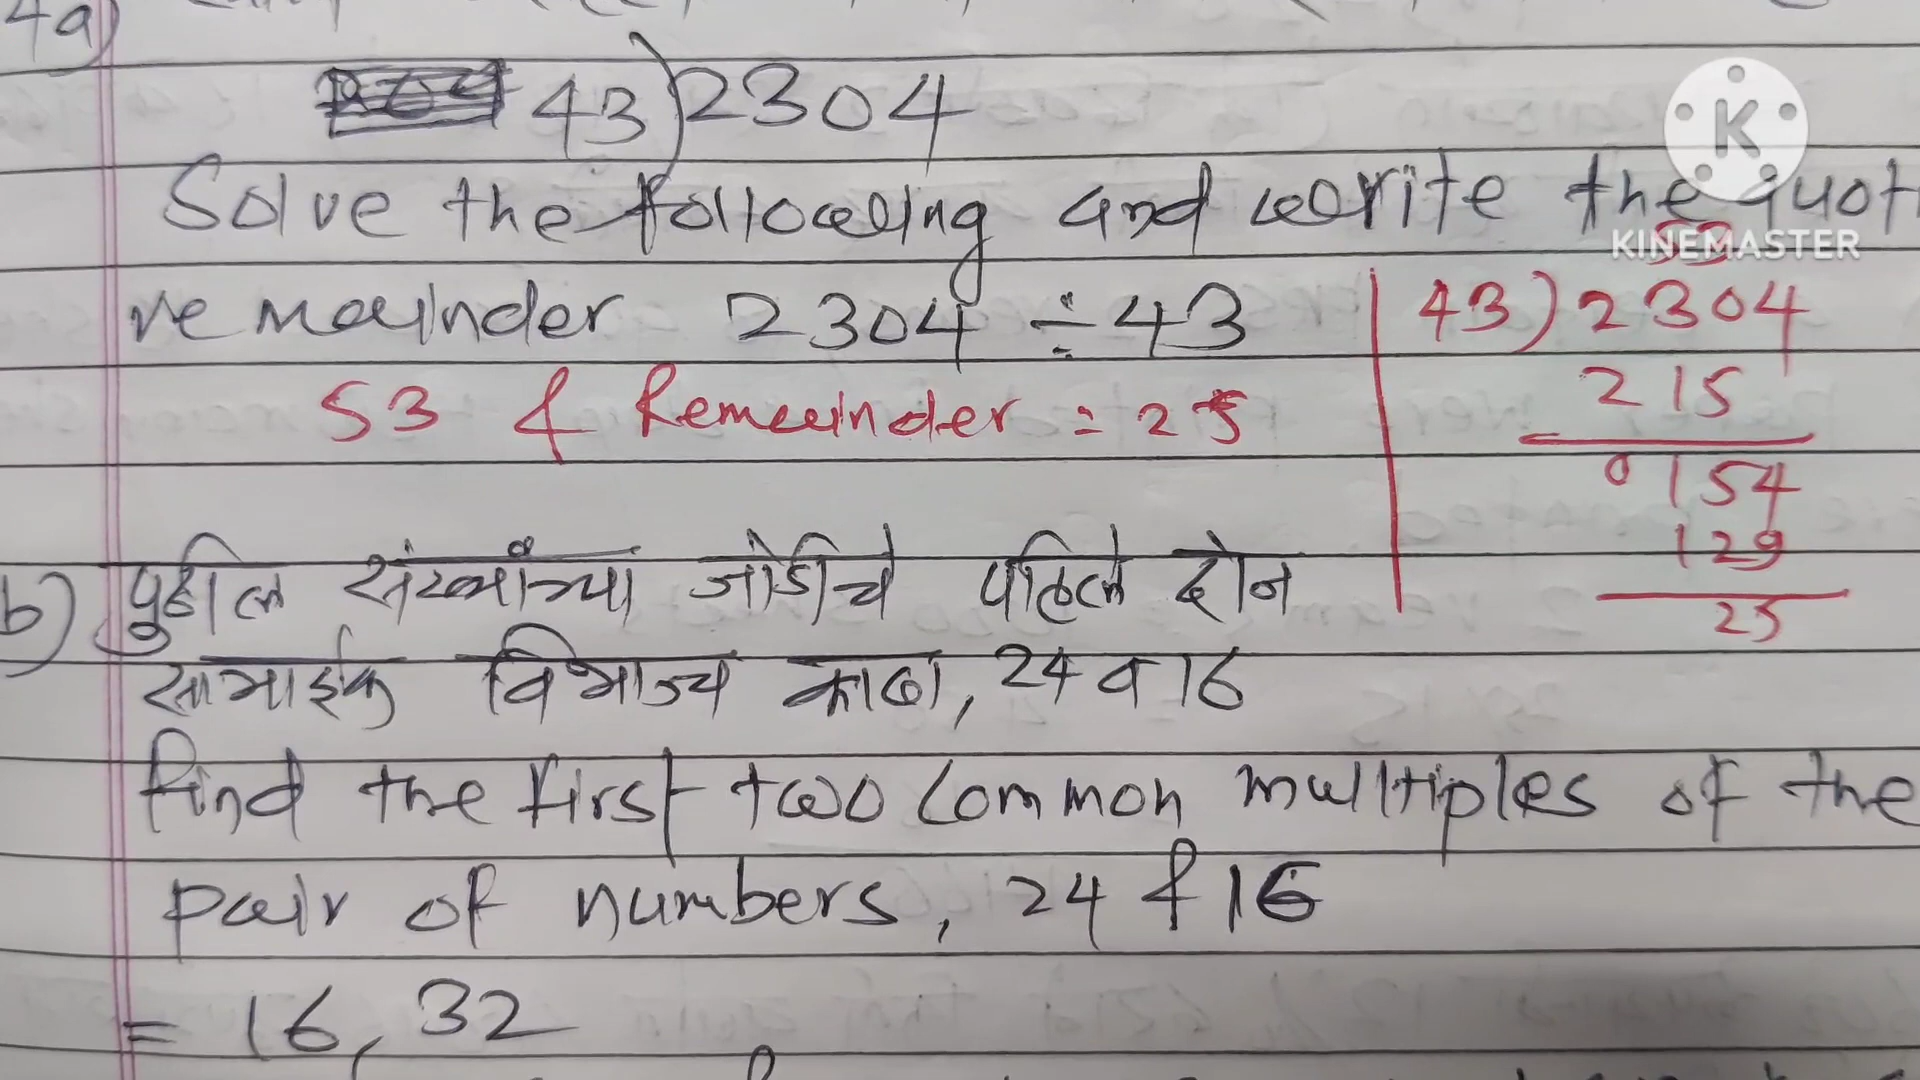 4a)
43)2304
Solve the following and write the quoti
remainder 2304 ÷ 43
53 & Remainder = 25
53
43)2304
215
0154
129
25
b) पुढील संख्यांच्या जोडीचे पहिले दोन
सामाईक विभाज्य काढा, 24 व 16
find the first two common multiples of the
pair of numbers, 24 & 16
= 16, 32
K
KINEMASTER